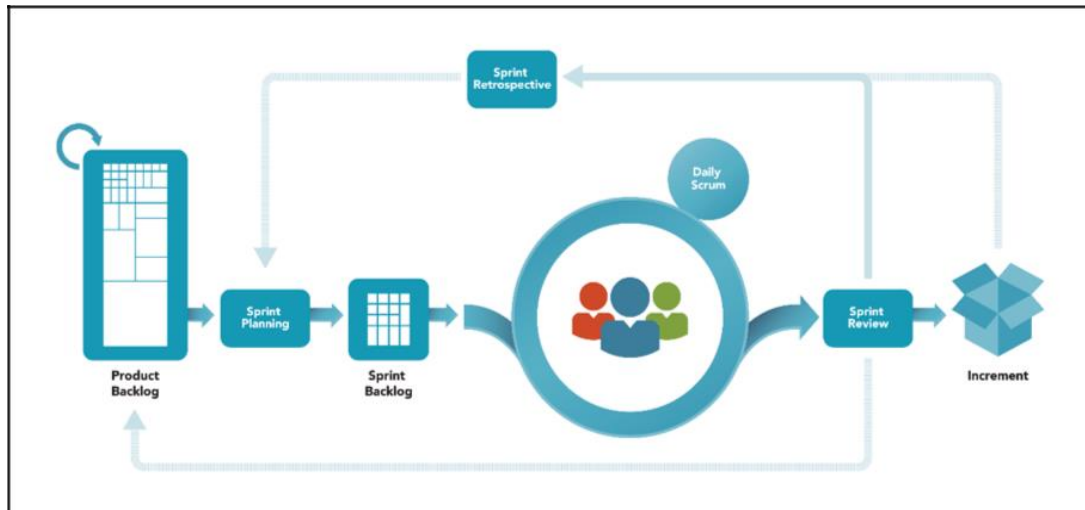 Sprint
Retrospective
Daily
Scrum
Sprint
Planning
Sprint
Review
Product
Backlog
Sprint
Backlog
Increment